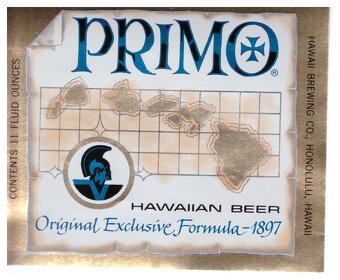 PRIMO®
CONTENTS 11 FLUID OUNCES
HAWAII BREWING CO., HONOLULU, HAWAII
HAWAIIAN BEER
Original Exclusive Formula-1897